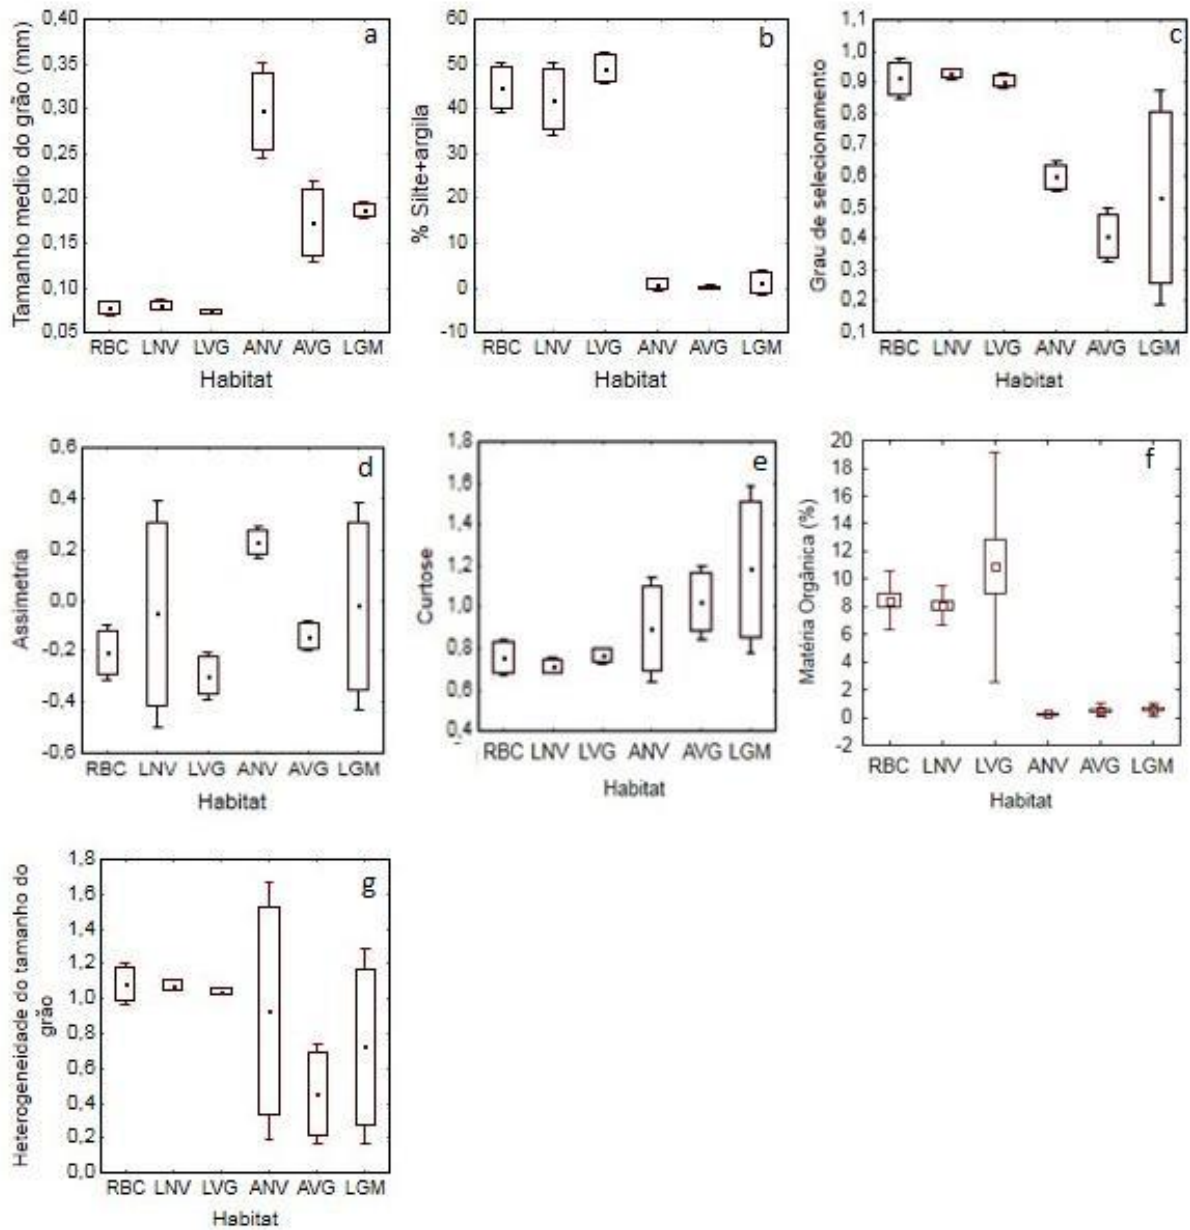 a
Tamanho medio do grão (mm)
0,40
0,35
0,30
0,25
0,20
0,15
0,10
0,05
RBC LNV LVG ANV AVG LGM
Habitat
b
% Silte+argila
60
50
40
30
20
10
0
-10
RBC LNV LVG ANV AVG LGM
Habitat
c
Grau de selecionamento
1,1
1,0
0,9
0,8
0,7
0,6
0,5
0,4
0,3
0,2
0,1
RBC LNV LVG ANV AVG LGM
Habitat
d
Assimetria
0,6
0,4
0,2
0,0
-0,2
-0,4
-0,6
RBC LNV LVG ANV AVG LGM
Habitat
e
Curtose
1,8
1,6
1,4
1,2
1,0
0,8
0,6
0,4
RBC LNV LVG ANV AVG LGM
Habitat
f
Matéria Orgânica (%)
20
18
16
14
12
10
8
6
4
2
0
-2
RBC LNV LVG ANV AVG LGM
Habitat
g
Heterogeneidade do tamanho do
grão
1,8
1,6
1,4
1,2
1,0
0,8
0,6
0,4
0,2
0,0
RBC LNV LVG ANV AVG LGM
Habitat